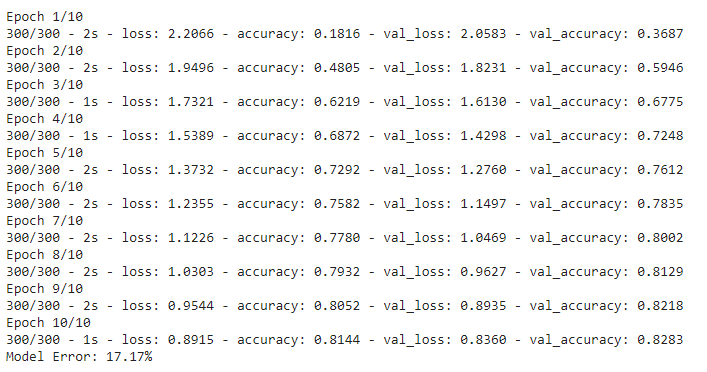 Epoch 1/10
300/300 - 2s - loss: 2.2066 - accuracy: 0.1816 - val_loss: 2.0583 - val_accuracy: 0.3687
Epoch 2/10
300/300 - 2s - loss: 1.9496 - accuracy: 0.4805 - val_loss: 1.8231 - val_accuracy: 0.5946
Epoch 3/10
300/300 - 1s - loss: 1.7321 - accuracy: 0.6219 - val_loss: 1.6130 - val_accuracy: 0.6775
Epoch 4/10
300/300 - 1s - loss: 1.5389 - accuracy: 0.6872 - val_loss: 1.4298 - val_accuracy: 0.7248
Epoch 5/10
300/300 - 2s - loss: 1.3732 - accuracy: 0.7292 - val_loss: 1.2760 - val_accuracy: 0.7612
Epoch 6/10
300/300 - 2s - loss: 1.2355 - accuracy: 0.7582 - val_loss: 1.1497 - val_accuracy: 0.7835
Epoch 7/10
300/300 - 2s - loss: 1.1226 - accuracy: 0.7780 - val_loss: 1.0469 - val_accuracy: 0.8002
Epoch 8/10
300/300 - 2s - loss: 1.0303 - accuracy: 0.7932 - val_loss: 0.9627 - val_accuracy: 0.8129
Epoch 9/10
300/300 - 2s - loss: 0.9544 - accuracy: 0.8052 - val_loss: 0.8935 - val_accuracy: 0.8218
Epoch 10/10
300/300 - 1s - loss: 0.8915 - accuracy: 0.8144 - val_loss: 0.8360 - val_accuracy: 0.8283
Model Error: 17.17%